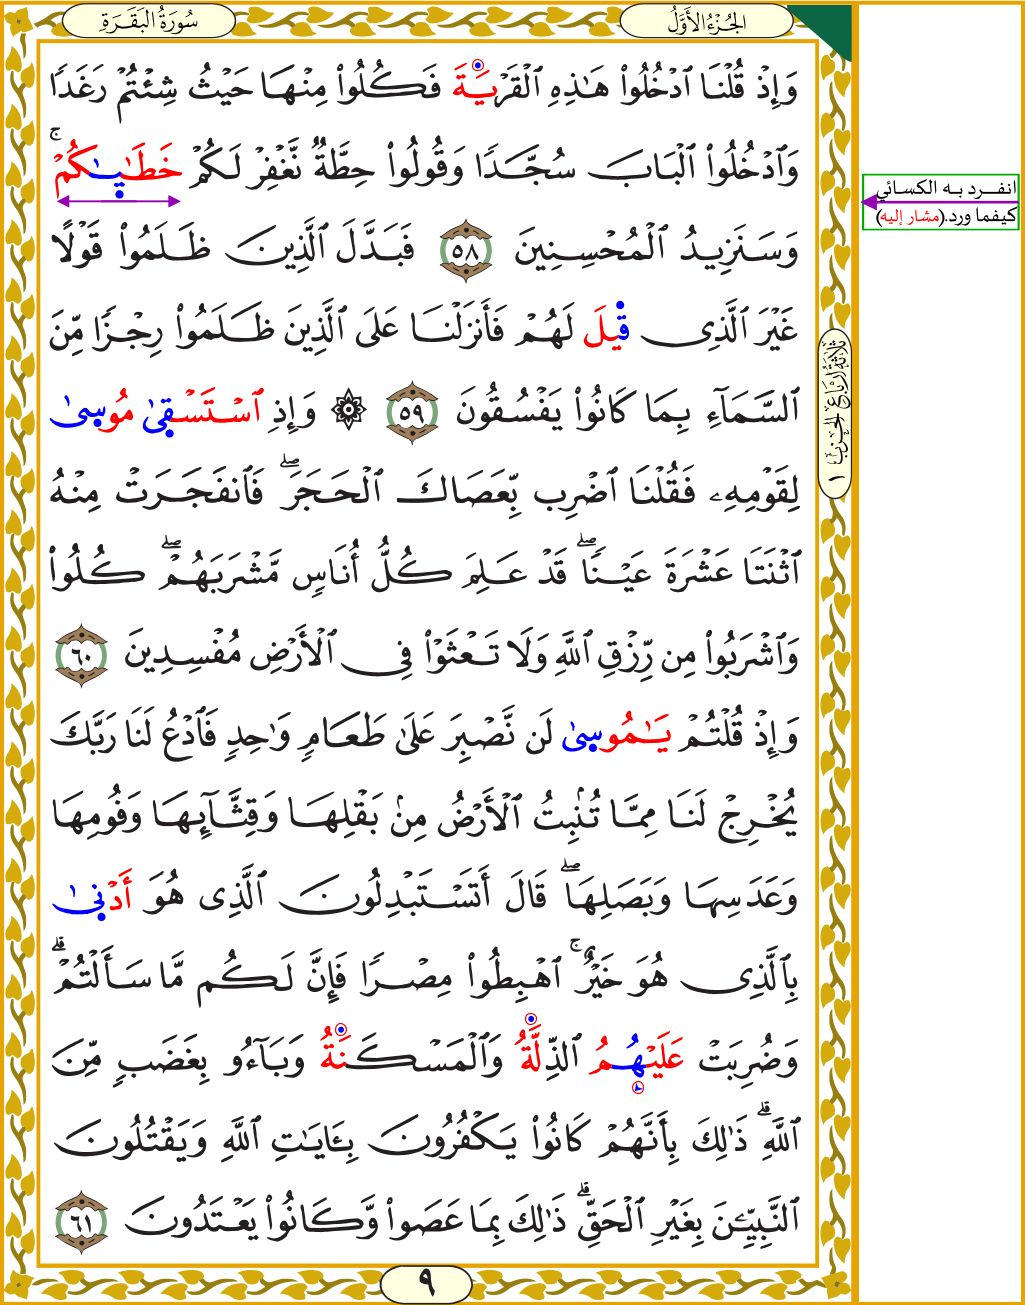 سُورَةُ البَقَرَةِ
الجُزْءُ الأَوَّلُ
وَإِذْ قُلْنَا ٱدْخُلُوا۟ هَـٰذِهِ ٱلْقَرْيَةَ فَكُلُوا۟ مِنْهَا حَيْثُ شِئْتُمْ رَغَدًا
وَٱدْخُلُوا۟ ٱلْبَابَ سُجَّدًا وَقُولُوا۟ حِطَّةٌ نَّغْفِرْ لَكُمْ خَطَـٰيَـٰكُمْ ۚ
انفرد به الكسائي
كيفما ورد.(مشار إليه)
وَسَنَزِيدُ ٱلْمُحْسِنِينَ ٥٨ فَبَدَّلَ ٱلَّذِينَ ظَلَمُوا۟ قَوْلًا
غَيْرَ ٱلَّذِى قِيلَ لَهُمْ فَأَنزَلْنَا عَلَى ٱلَّذِينَ ظَلَمُوا۟ رِجْزًا مِّنَ
ٱلسَّمَآءِ بِمَا كَانُوا۟ يَفْسُقُونَ ٥٩ ۞ وَإِذِ ٱسْتَسْقَىٰ مُوسَىٰ
ثلاثة أرباع الحزب ١
لِقَوْمِهِۦ فَقُلْنَا ٱضْرِب بِّعَصَاكَ ٱلْحَجَرَ ۖ فَٱنفَجَرَتْ مِنْهُ
ٱثْنَتَا عَشْرَةَ عَيْنًا ۖ قَدْ عَلِمَ كُلُّ أُنَاسٍ مَّشْرَبَهُمْ ۖ كُلُوا۟
وَٱشْرَبُوا۟ مِن رِّزْقِ ٱللَّهِ وَلَا تَعْثَوْا۟ فِى ٱلْأَرْضِ مُفْسِدِينَ ٦٠
وَإِذْ قُلْتُمْ يَـٰمُوسَىٰ لَن نَّصْبِرَ عَلَىٰ طَعَامٍ وَٰحِدٍ فَٱدْعُ لَنَا رَبَّكَ
يُخْرِجْ لَنَا مِمَّا تُنۢبِتُ ٱلْأَرْضُ مِنۢ بَقْلِهَا وَقِثَّآئِهَا وَفُومِهَا
وَعَدَسِهَا وَبَصَلِهَا ۖ قَالَ أَتَسْتَبْدِلُونَ ٱلَّذِى هُوَ أَدْنَىٰ
بِٱلَّذِى هُوَ خَيْرٌ ۚ ٱهْبِطُوا۟ مِصْرًا فَإِنَّ لَكُم مَّا سَأَلْتُمْ ۗ
وَضُرِبَتْ عَلَيْهُمُ ٱلذِّلَّةُ وَٱلْمَسْكَنَةُ وَبَآءُو بِغَضَبٍ مِّنَ
ٱللَّهِ ۗ ذَٰلِكَ بِأَنَّهُمْ كَانُوا۟ يَكْفُرُونَ بِـَٔايَـٰتِ ٱللَّهِ وَيَقْتُلُونَ
ٱلنَّبِيِّـۧنَ بِغَيْرِ ٱلْحَقِّ ۗ ذَٰلِكَ بِمَا عَصَوا۟ وَّكَانُوا۟ يَعْتَدُونَ ٦١
٩